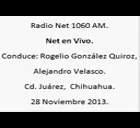 Radio Net 1060 AM.
Net en Vivo.
Conduce: Rogelio González Quiroz,
Alejandro Velasco.
Cd. Juárez, Chihuahua.
28 Noviembre 2013.